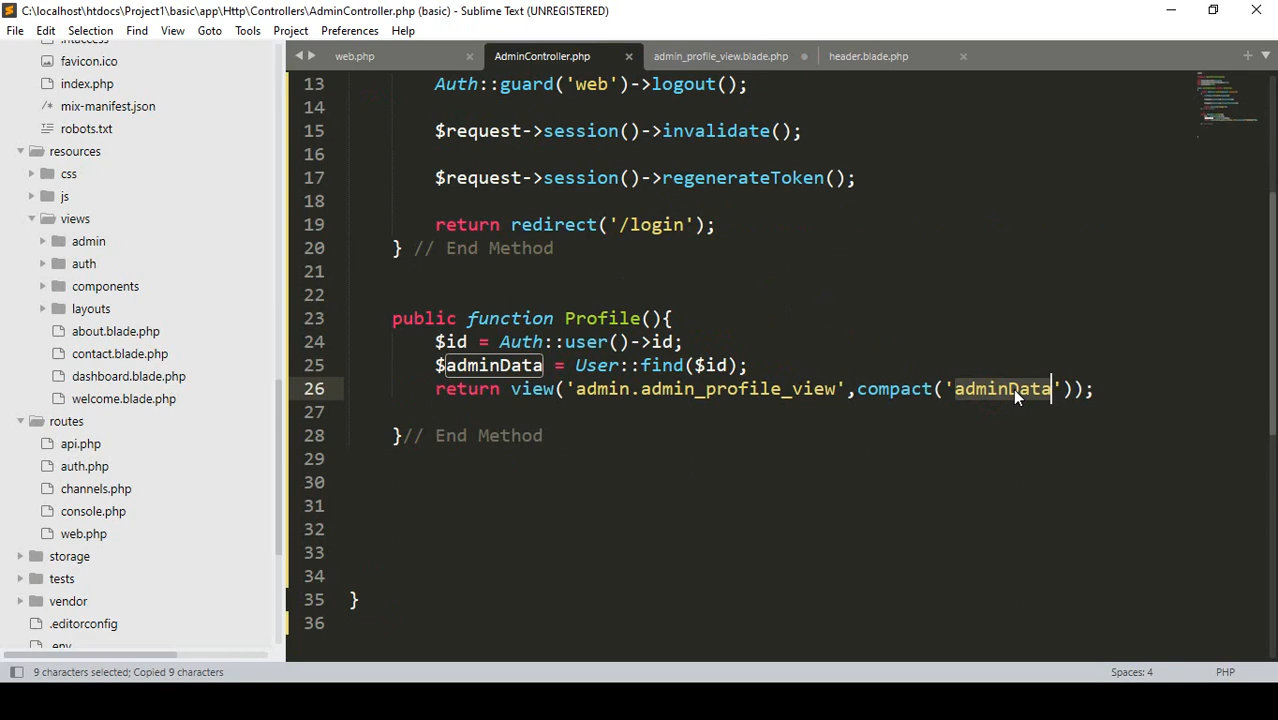 C:\localhost\htdocs\Project1\basic\app\Http\Controllers\AdminController.php (basic) - Sublime Text (UNREGISTERED)
File Edit Selection Find View Goto Tools Project Preferences Help
web.php AdminController.php admin_profile_view.blade.php header.blade.php
favicon.ico
index.php
mix-manifest.json
robots.txt
resources
css
js
views
admin
auth
components
layouts
about.blade.php
contact.blade.php
dashboard.blade.php
welcome.blade.php
routes
api.php
auth.php
channels.php
console.php
web.php
storage
tests
vendor
.editorconfig
.env
13 Auth::guard('web')->logout();
14
15 $request->session()->invalidate();
16
17 $request->session()->regenerateToken();
18
19 return redirect('/login');
20 } // End Method
21
22
23 public function Profile(){
24 $id = Auth::user()->id;
25 $adminData = User::find($id);
26 return view('admin.admin_profile_view',compact('adminData'));
27
28 }// End Method
29
30
31
32
33
34
35 }
36
9 characters selected; Copied 9 characters Spaces: 4 PHP